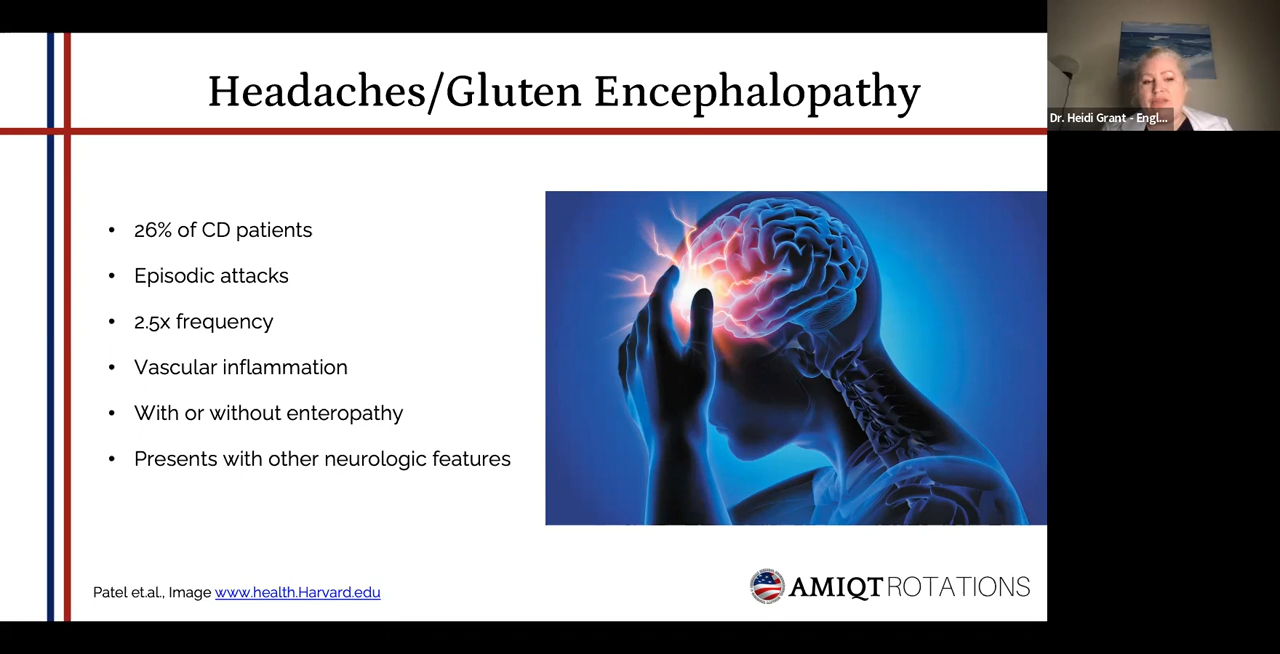 Headaches/Gluten Encephalopathy
Dr. Heidi Grant - Engl...
• 26% of CD patients
• Episodic attacks
• 2.5x frequency
• Vascular inflammation
• With or without enteropathy
• Presents with other neurologic features
Patel et.al., Image www.health.Harvard.edu
AMIQT ROTATIONS